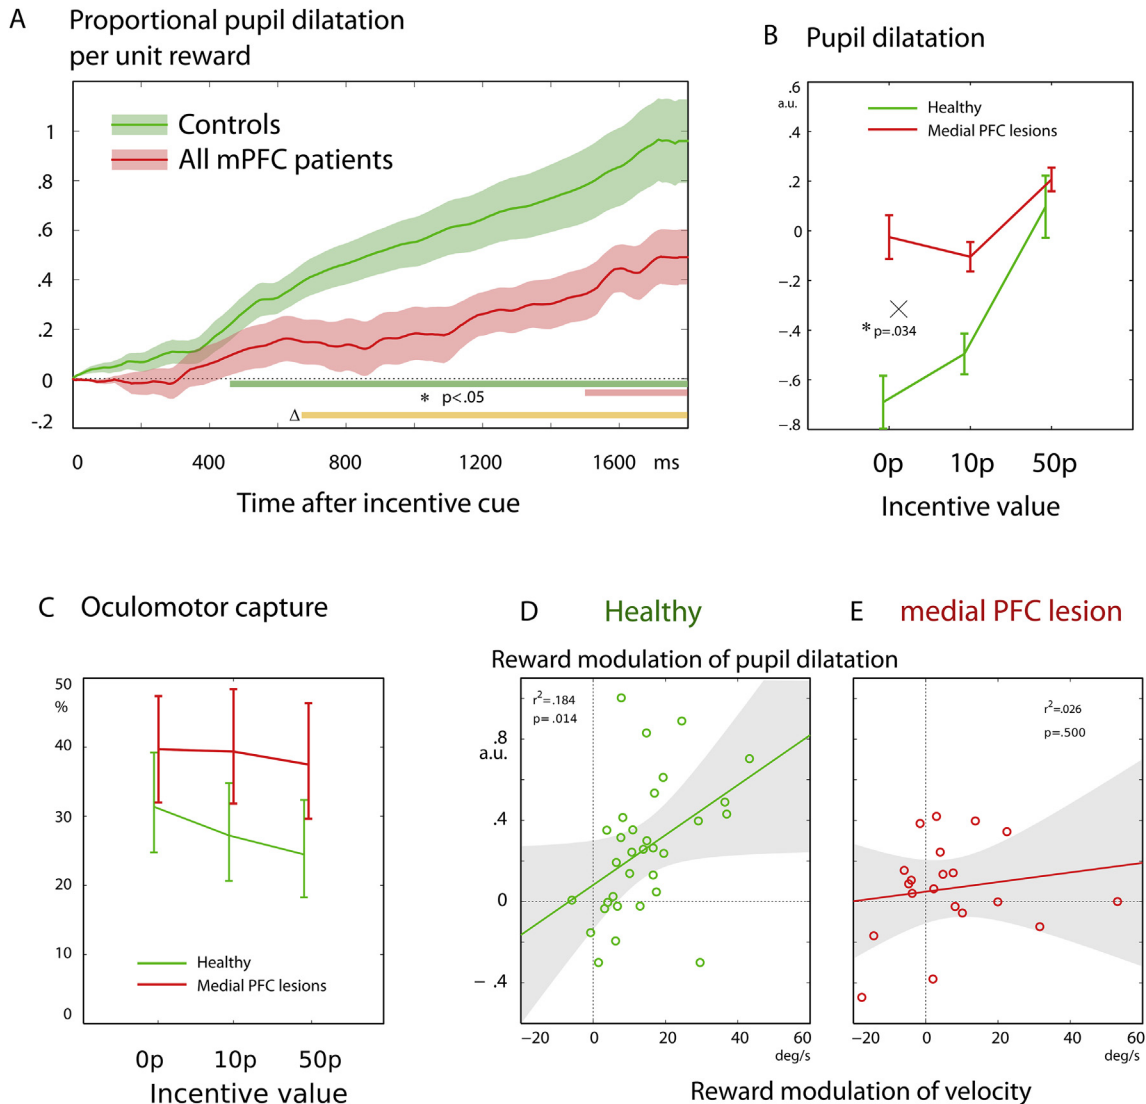 A
Proportional pupil dilatation
per unit reward
Controls
All mPFC patients
1
.8
.6
.4
.2
0
-.2
* p<.05
Δ
0 400 800 1200 1600 ms
Time after incentive cue
B
Pupil dilatation
.6
a.u.
.4
.2
0
−.2
−.4
−.6
−.8
Healthy
Medial PFC lesions
* p=.034
0p 10p 50p
Incentive value
C
Oculomotor capture
50
%
40
30
20
10
0
Healthy
Medial PFC lesions
0p 10p 50p
Incentive value
D
Healthy
E
medial PFC lesion
Reward modulation of pupil dilatation
r²=.184
p= .014
.8
a.u.
.4
0
− .4
−20 0 20 40 60
deg/s
r²=.026
p=.500
−20 0 20 40 60
deg/s
Reward modulation of velocity